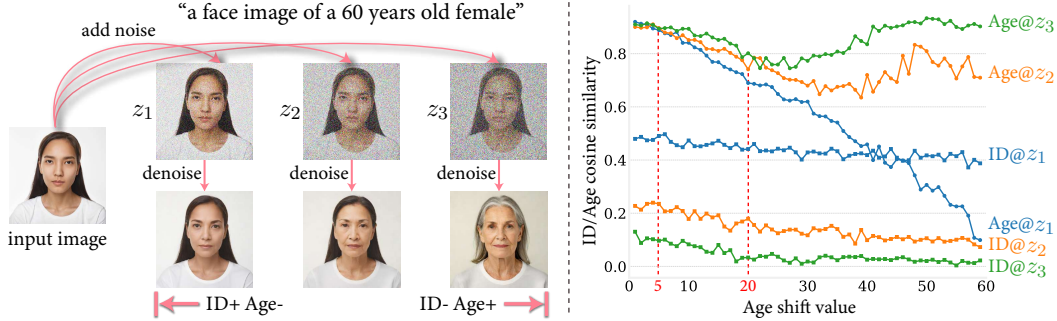 “a face image of a 60 years old female”
add noise
z1
z2
z3
input image
denoise
denoise
denoise
ID+ Age-
ID- Age+
ID/Age cosine similarity
0.8
0.6
0.4
0.2
0.0
Age@z3
Age@z2
ID@z1
Age@z1
ID@z2
ID@z3
0 5 10 20 30 40 50 60
Age shift value